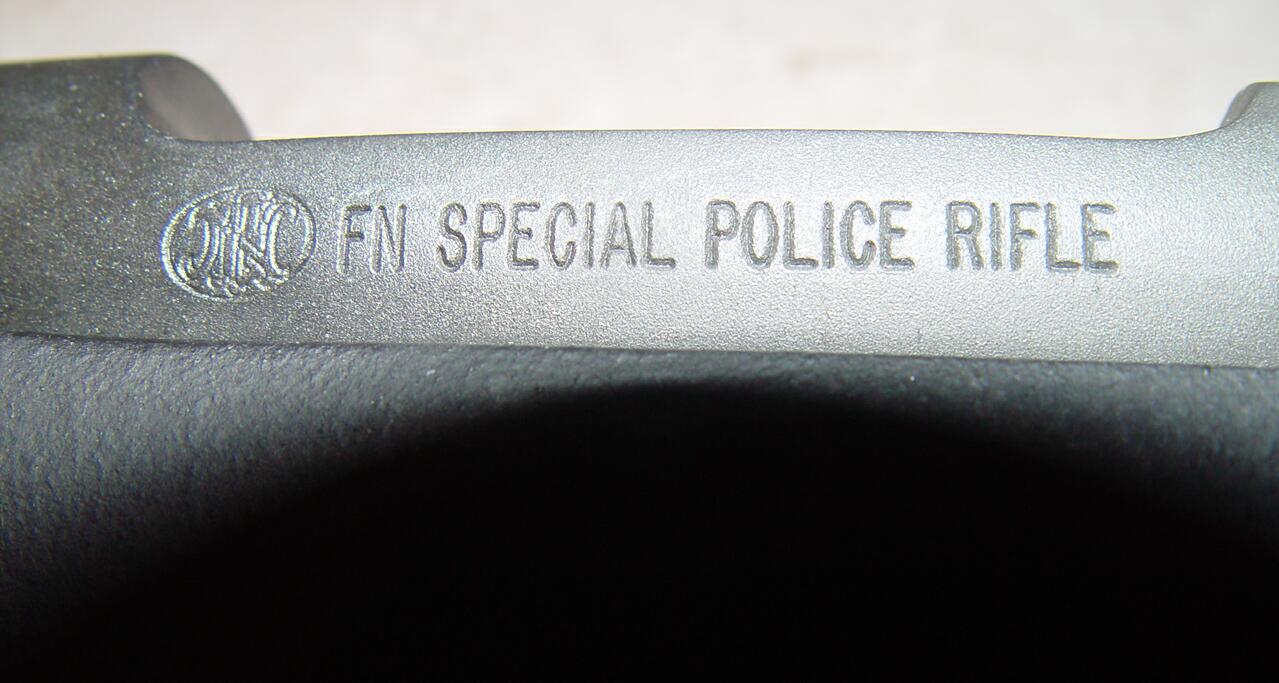 FN SPECIAL POLICE RIFLE